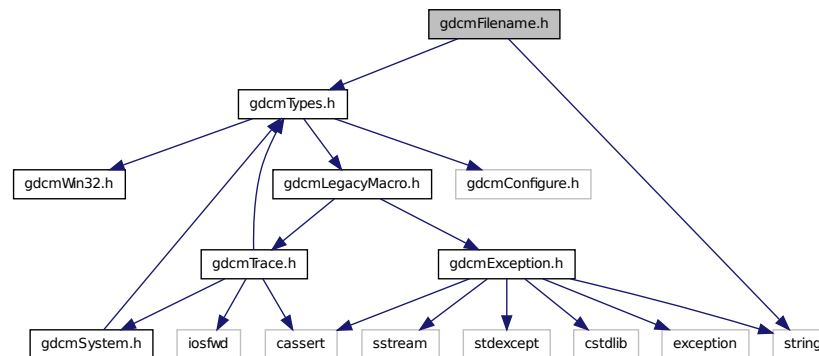 gdcmFilename.h
gdcmTypes.h
gdcmWin32.h
gdcmLegacyMacro.h
gdcmConfigure.h
gdcmTrace.h
gdcmException.h
gdcmSystem.h
iosfwd
cassert
sstream
stdexcept
cstdlib
exception
string